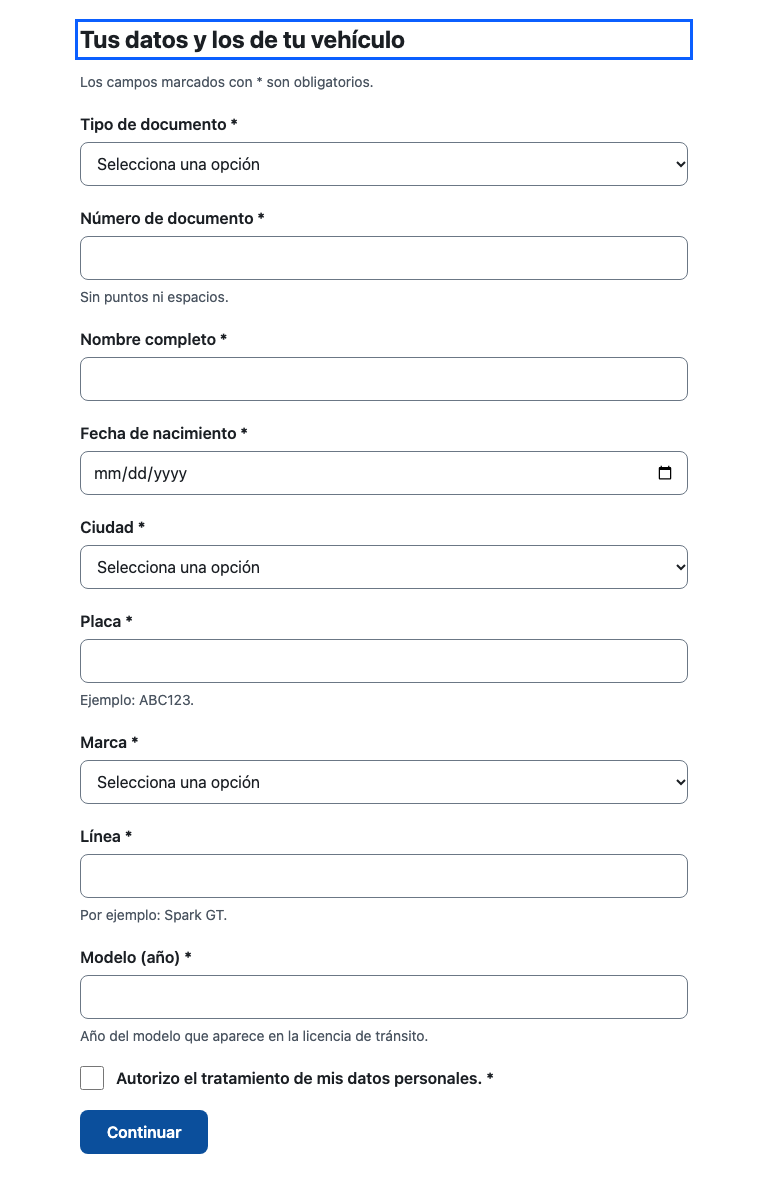 Tus datos y los de tu vehículo
Los campos marcados con * son obligatorios.
Tipo de documento *
Selecciona una opción
Número de documento *
Sin puntos ni espacios.
Nombre completo *
Fecha de nacimiento *
mm/dd/yyyy
Ciudad *
Selecciona una opción
Placa *
Ejemplo: ABC123.
Marca *
Selecciona una opción
Línea *
Por ejemplo: Spark GT.
Modelo (año) *
Año del modelo que aparece en la licencia de tránsito.
Autorizo el tratamiento de mis datos personales. *
Continuar